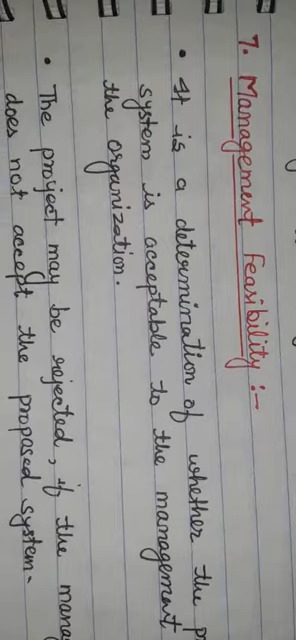 7. Management Feasibility :-
• It is a determination of whether the p
system is acceptable to the management
the organization.
• The project may be rejected, if the mana
does not accept the proposed system.